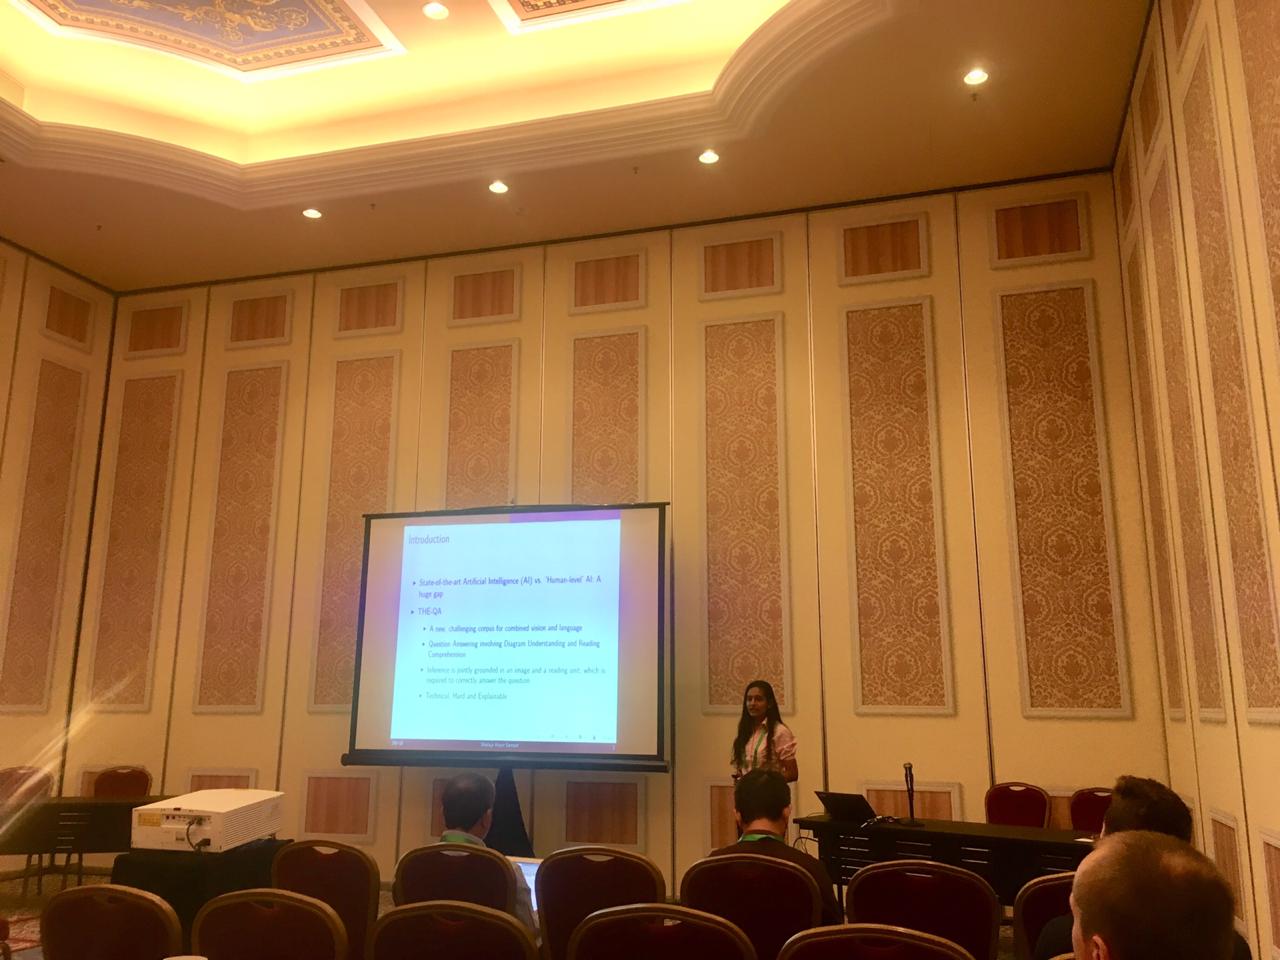 Introduction
State-of-the-art Artificial Intelligence (AI) vs. 'Human-level' AI: A
huge gap
THE-QA
A new, challenging corpus for combined vision and language
Question Answering involving Diagram Understanding and Reading
Comprehension
Inference is jointly grounded in an image and a reading unit, which is
required to correctly answer the question
Technical, Hard and Explainable